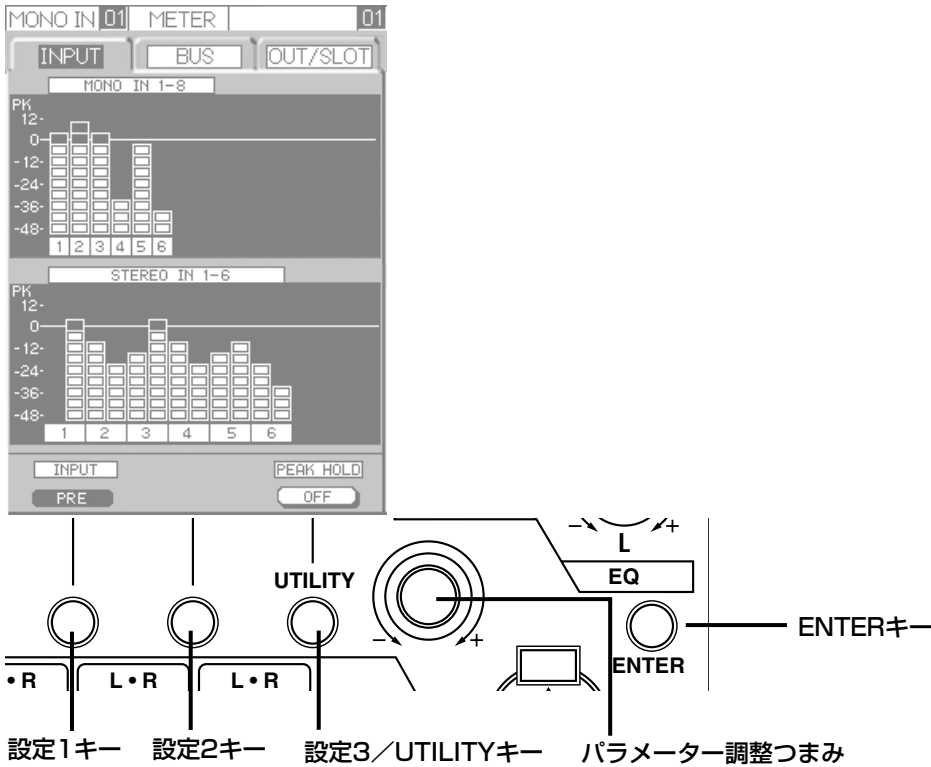 MONO IN 01 METER 01
INPUT BUS OUT/SLOT
MONO IN 1-8
PK
12-
0-
-12-
-24-
-36-
-48-
1 2 3 4 5 6
STEREO IN 1-6
PK
12-
0-
-12-
-24-
-36-
-48-
1 2 3 4 5 6
INPUT PEAK HOLD
PRE OFF
- +
L
EQ
UTILITY
- +
ENTERキー
ENTER
• R L • R L • R
設定1キー 設定2キー 設定3／UTILITYキー パラメーター調整つまみ